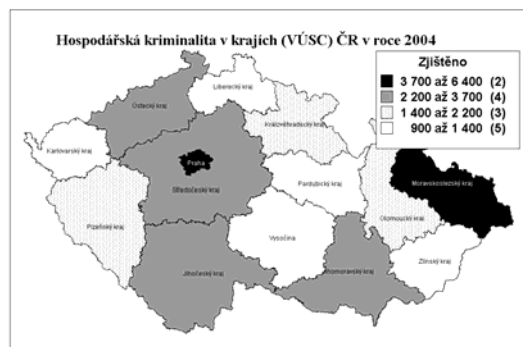 Hospodářská kriminalita v krajích (VÚSC) ČR v roce 2004
Zjištěno
3 700 až 6 400 (2)
2 200 až 3 700 (4)
1 400 až 2 200 (3)
900 až 1 400 (5)
Liberecký kraj
Ústecký kraj
Královéhradecký kraj
Karlovarský kraj
Praha
Středočeský kraj
Pardubický kraj
Moravskoslezský kraj
Olomoucký kraj
Plzeňský kraj
Vysočina
Zlínský kraj
Jihočeský kraj
Jihomoravský kraj